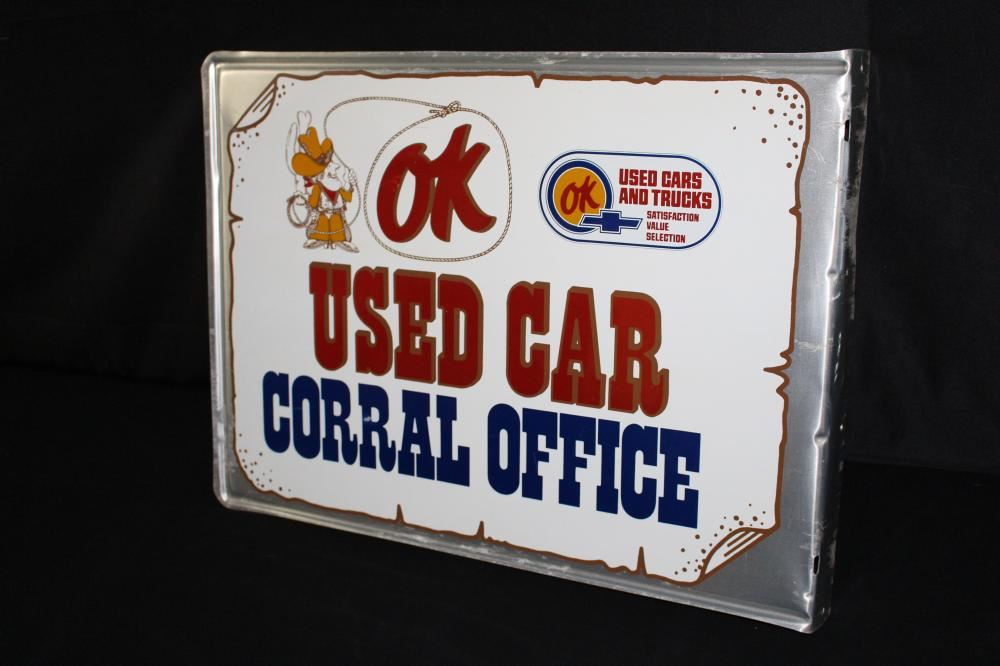 OK
OK
USED CARS
AND TRUCKS
SATISFACTION
VALUE
SELECTION
USED CAR
CORRAL OFFICE